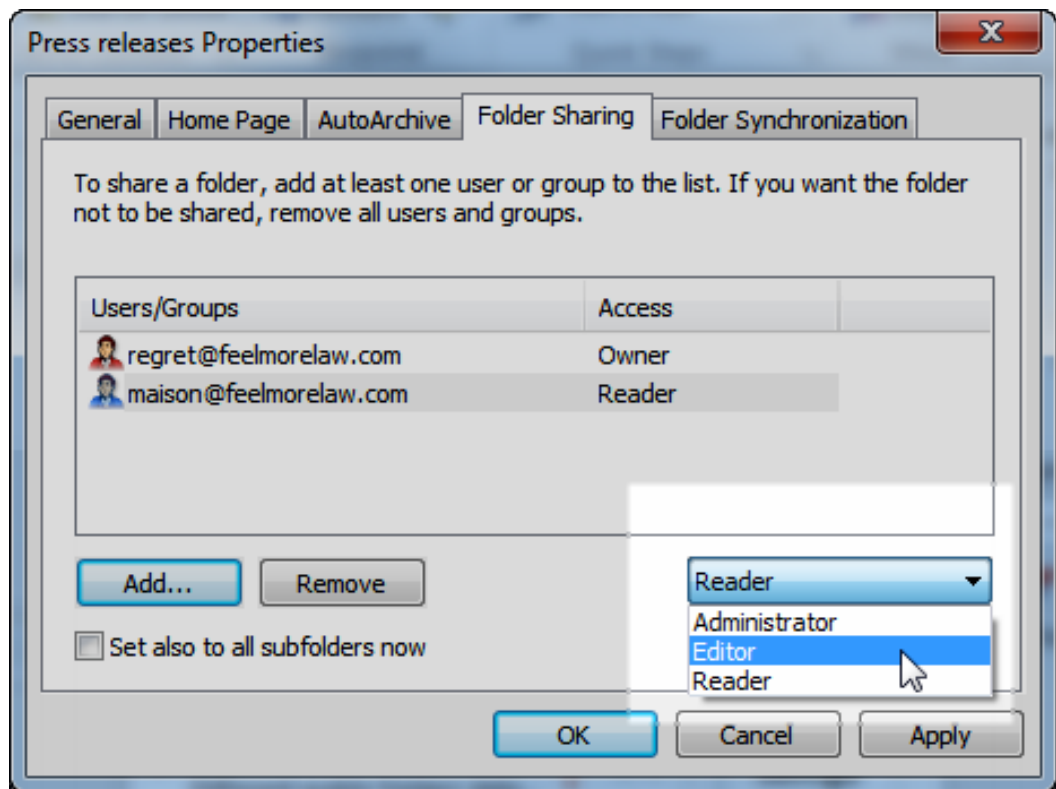 Press releases Properties
General Home Page AutoArchive Folder Sharing Folder Synchronization
To share a folder, add at least one user or group to the list. If you want the folder
not to be shared, remove all users and groups.
Users/Groups Access
regret@feelmorelaw.com Owner
maison@feelmorelaw.com Reader
Add... Remove Reader
Administrator
Set also to all subfolders now Editor
Reader
OK Cancel Apply